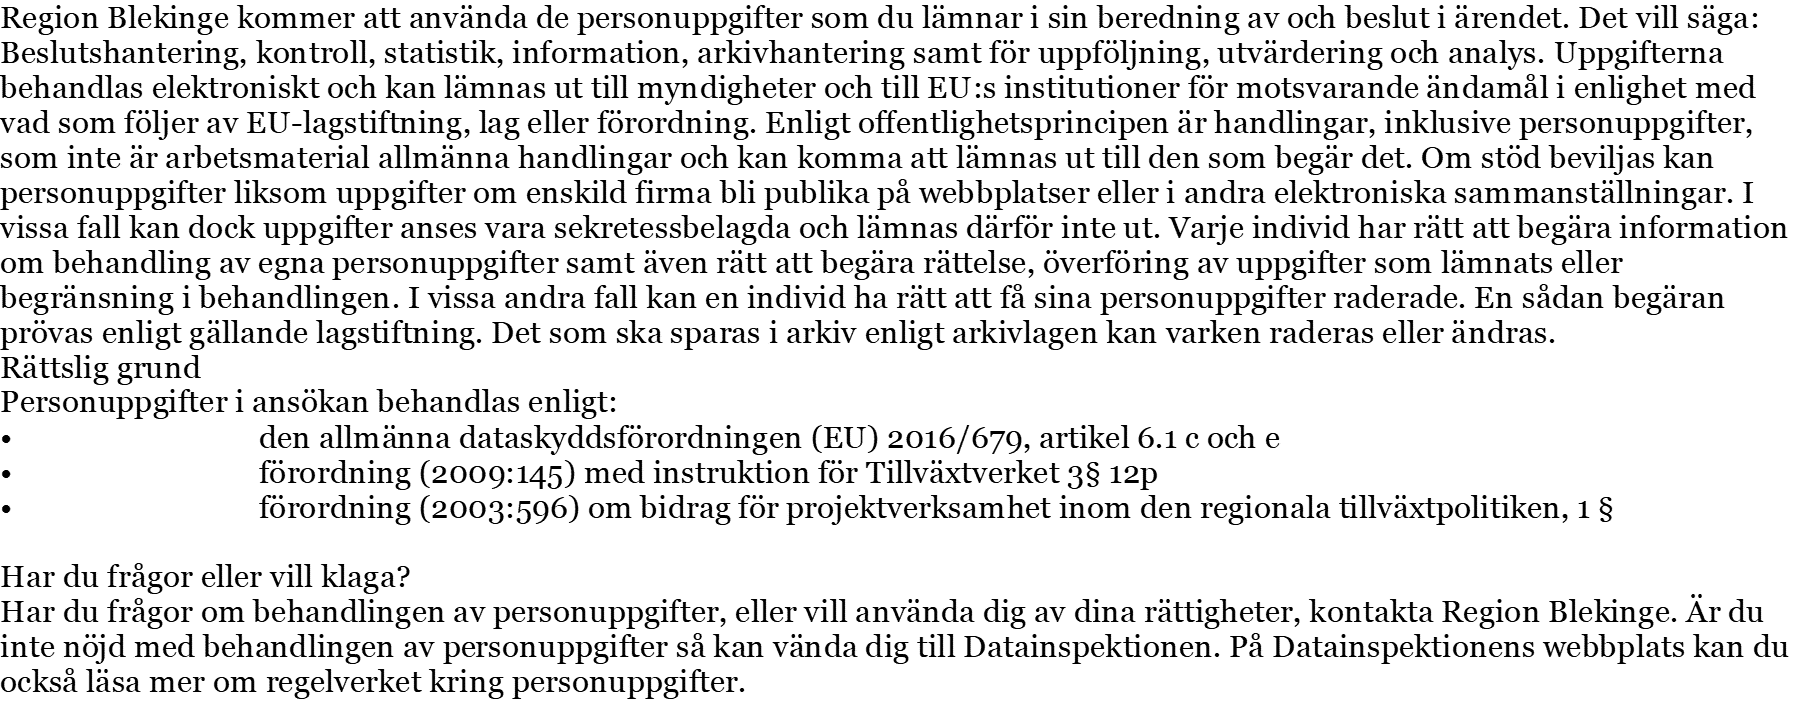 Region Blekinge kommer att använda de personuppgifter som du lämnar i sin beredning av och beslut i ärendet. Det vill säga:
Beslutshantering, kontroll, statistik, information, arkivhantering samt för uppföljning, utvärdering och analys. Uppgifterna
behandlas elektroniskt och kan lämnas ut till myndigheter och till EU:s institutioner för motsvarande ändamål i enlighet med
vad som följer av EU-lagstiftning, lag eller förordning. Enligt offentlighetsprincipen är handlingar, inklusive personuppgifter,
som inte är arbetsmaterial allmänna handlingar och kan komma att lämnas ut till den som begär det. Om stöd beviljas kan
personuppgifter liksom uppgifter om enskild firma bli publika på webbplatser eller i andra elektroniska sammanställningar. I
vissa fall kan dock uppgifter anses vara sekretessbelagda och lämnas därför inte ut. Varje individ har rätt att begära information
om behandling av egna personuppgifter samt även rätt att begära rättelse, överföring av uppgifter som lämnats eller
begränsning i behandlingen. I vissa andra fall kan en individ ha rätt att få sina personuppgifter raderade. En sådan begäran
prövas enligt gällande lagstiftning. Det som ska sparas i arkiv enligt arkivlagen kan varken raderas eller ändras.
Rättslig grund
Personuppgifter i ansökan behandlas enligt:
• den allmänna dataskyddsförordningen (EU) 2016/679, artikel 6.1 c och e
• förordning (2009:145) med instruktion för Tillväxtverket 3§ 12p
• förordning (2003:596) om bidrag för projektverksamhet inom den regionala tillväxtpolitiken, 1 §
Har du frågor eller vill klaga?
Har du frågor om behandlingen av personuppgifter, eller vill använda dig av dina rättigheter, kontakta Region Blekinge. Är du
inte nöjd med behandlingen av personuppgifter så kan vända dig till Datainspektionen. På Datainspektionens webbplats kan du
också läsa mer om regelverket kring personuppgifter.